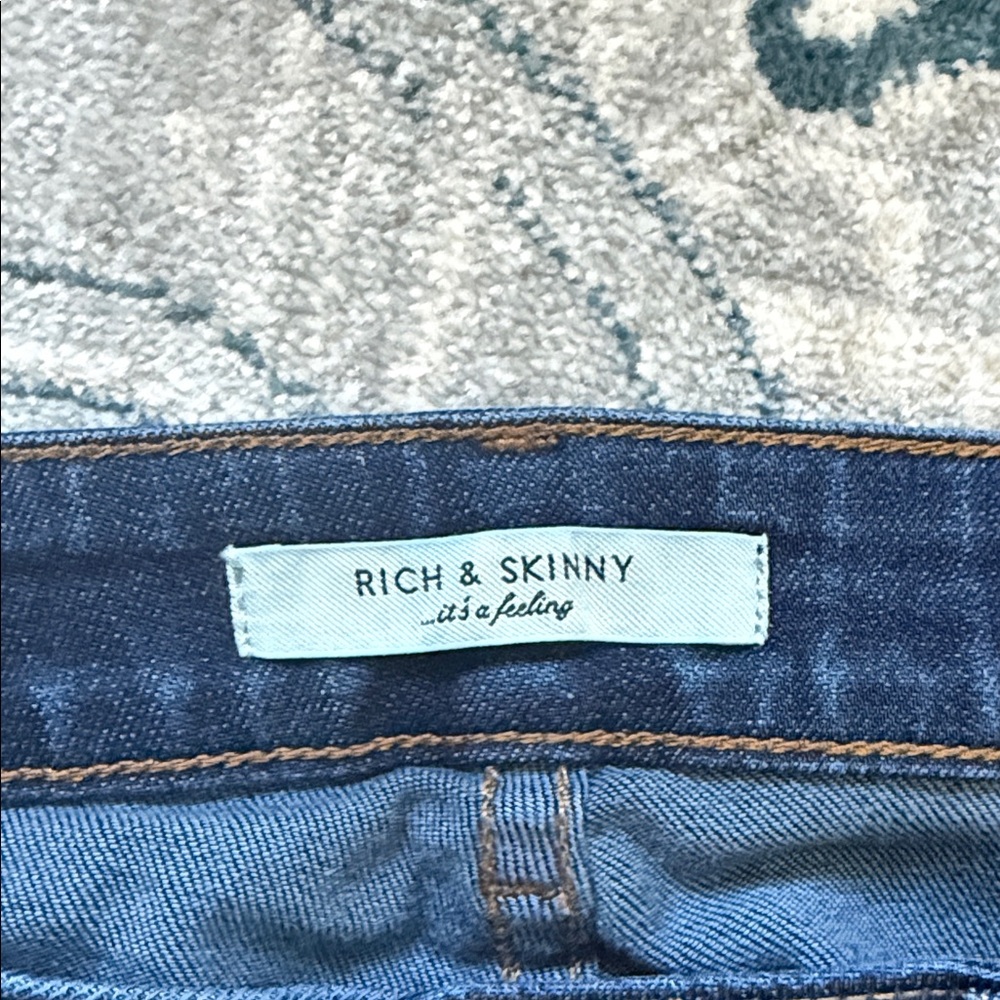 RICH & SKINNY
...it's a feeling